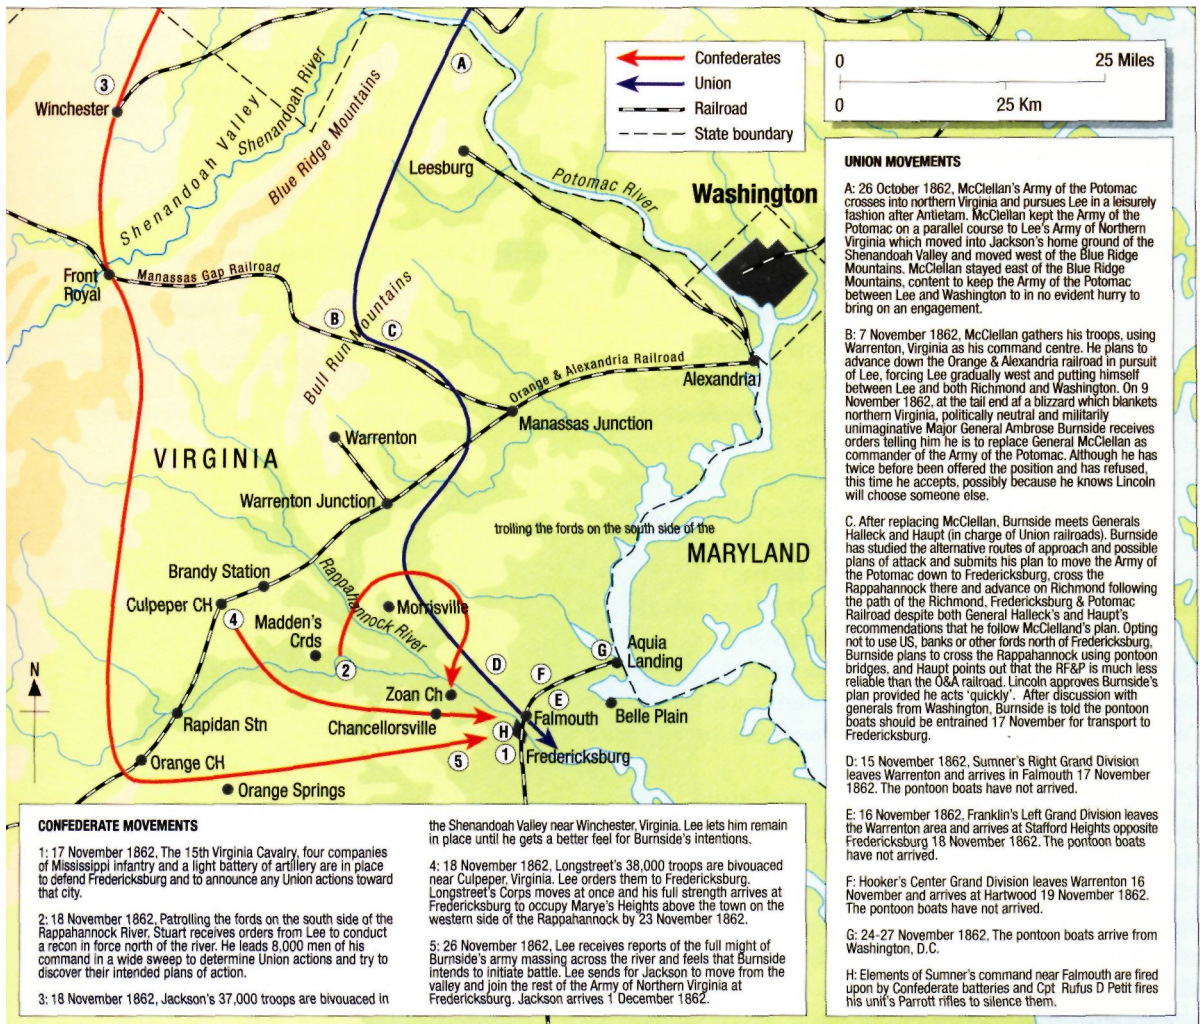 A
Confederates
Union
Railroad
State boundary
0
25 Miles
0
25 Km
3
Winchester
Shenandoah Valley
Shenandoah River
Blue Ridge Mountains
Leesburg
Potomac River
Washington
Front
Royal
Manassas Gap Railroad
Bull Run Mountains
B
C
Orange & Alexandria Railroad
Alexandria
Manassas Junction
Warrenton
VIRGINIA
Warrenton Junction
trolling the fords on the south side of the
MARYLAND
Brandy Station
Rappahannock River
Culpeper CH
4
Madden's
Crds
Morrisville
2
D
G
Aquia
Landing
F
E
N
Zoan Ch
Chancellorsville
Falmouth
Belle Plain
Rapidan Stn
H
1
5
Fredericksburg
Orange CH
Orange Springs
UNION MOVEMENTS
A: 26 October 1862, McClellan's Army of the Potomac
crosses into northern Virginia and pursues Lee in a leisurely
fashion after Antietam. McClellan kept the Army of the
Potomac on a parallel course to Lee's Army of Northern
Virginia which moved into Jackson's home ground of the
Shenandoah Valley and moved west of the Blue Ridge
Mountains. McClellan stayed east of the Blue Ridge
Mountains, content to keep the Army of the Potomac
between Lee and Washington to in no evident hurry to
bring on an engagement.
B: 7 November 1862, McClellan gathers his troops, using
Warrenton, Virginia as his command centre. He plans to
advance down the Orange & Alexandria railroad in pursuit
of Lee, forcing Lee gradually west and putting himself
between Lee and both Richmond and Washington. On 9
November 1862, at the tail end af a blizzard which blankets
northern Virginia, politically neutral and militarily
unimaginative Major General Ambrose Burnside receives
orders telling him he is to replace General McClellan as
commander of the Army of the Potomac. Although he has
twice before been offered the position and has refused,
this time he accepts, possibly because he knows Lincoln
will choose someone else.
C. After replacing McClellan, Burnside meets Generals
Halleck and Haupt (in charge of Union railroads). Burnside
has studied the alternative routes of approach and possible
plans of attack and submits his plan to move the Army of
the Potomac down to Fredericksburg, cross the
Rappahannock there and advance on Richmond following
the path of the Richmond, Fredericksburg & Potomac
Railroad despite both General Halleck's and Haupt's
recommendations that he follow McClelland's plan. Opting
not to use US, banks or other fords north of Fredericksburg,
Burnside plans to cross the Rappahannock using pontoon
bridges, and Haupt points out that the RF&P is much less
reliable than the O&A railroad. Lincoln approves Burnside's
plan provided he acts 'quickly'. After discussion with
generals from Washington, Burnside is told the pontoon
boats should be entrained 17 November for transport to
Fredericksburg.
D: 15 November 1862, Sumner's Right Grand Division
leaves Warrenton and arrives in Falmouth 17 November
1862. The pontoon boats have not arrived.
E: 16 November 1862, Franklin's Left Grand Division leaves
the Warrenton area and arrives at Stafford Heights opposite
Fredericksburg 18 November 1862. The pontoon boats
have not arrived.
F: Hooker's Center Grand Division leaves Warrenton 16
November and arrives at Hartwood 19 November 1862.
The pontoon boats have not arrived.
G: 24-27 November 1862, The pontoon boats arrive from
Washington, D.C.
H: Elements of Sumner's command near Falmouth are fired
upon by Confederate batteries and Cpt Rufus D Petit fires
his unit's Parrott rifles to silence them.
CONFEDERATE MOVEMENTS
1: 17 November 1862, The 15th Virginia Cavalry, four companies
of Mississippi infantry and a light battery of artillery are in place
to defend Fredericksburg and to announce any Union actions toward
that city.
2: 18 November 1862, Patrolling the fords on the south side of the
Rappahannock River, Stuart receives orders from Lee to conduct
a recon in force north of the river. He leads 8,000 men of his
command in a wide sweep to determine Union actions and try to
discover their intended plans of action.
3: 18 November 1862, Jackson's 37,000 troops are bivouaced in
the Shenandoah Valley near Winchester, Virginia. Lee lets him remain
in place until he gets a better feel for Burnside's intentions.
4: 18 November 1862, Longstreet's 38,000 troops are bivouaced
near Culpeper, Virginia. Lee orders them to Fredericksburg.
Longstreet's Corps moves at once and his full strength arrives at
Fredericksburg to occupy Marye's Heights above the town on the
western side of the Rappahannock by 23 November 1862.
5: 26 November 1862, Lee receives reports of the full might of
Burnside's army massing across the river and feels that Burnside
intends to initiate battle. Lee sends for Jackson to move from the
valley and join the rest of the Army of Northern Virginia at
Fredericksburg. Jackson arrives 1 December 1862.